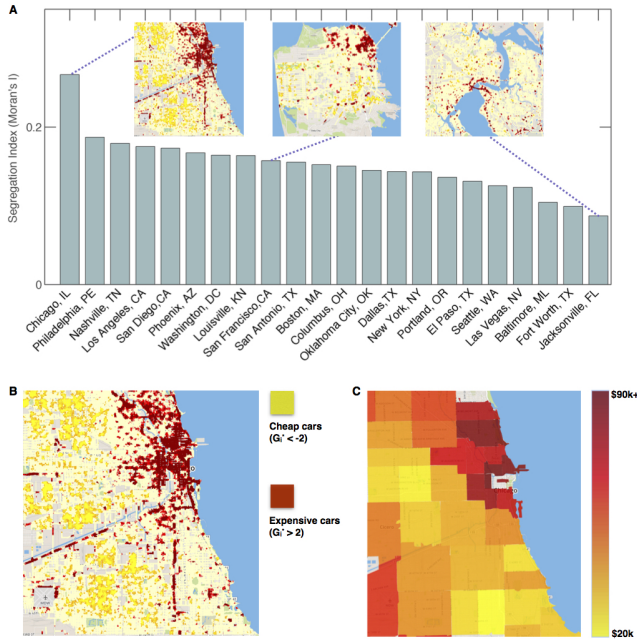 A
Segregation Index (Moran's I)
0.2
0
Chicago, IL
Philadelphia, PE
Nashville, TN
Los Angeles, CA
San Diego,CA
Phoenix, AZ
Washington, DC
Louisville, KN
San Francisco,CA
San Antonio, TX
Boston, MA
Columbus, OH
Oklahoma City, OK
Dallas,TX
New York, NY
Portland, OR
El Paso, TX
Seattle, WA
Las Vegas, NV
Baltimore, ML
Fort Worth, TX
Jacksonville, FL
B
Cheap cars
(Gi* < -2)
Expensive cars
(Gi* > 2)
C
$90k+
$20k